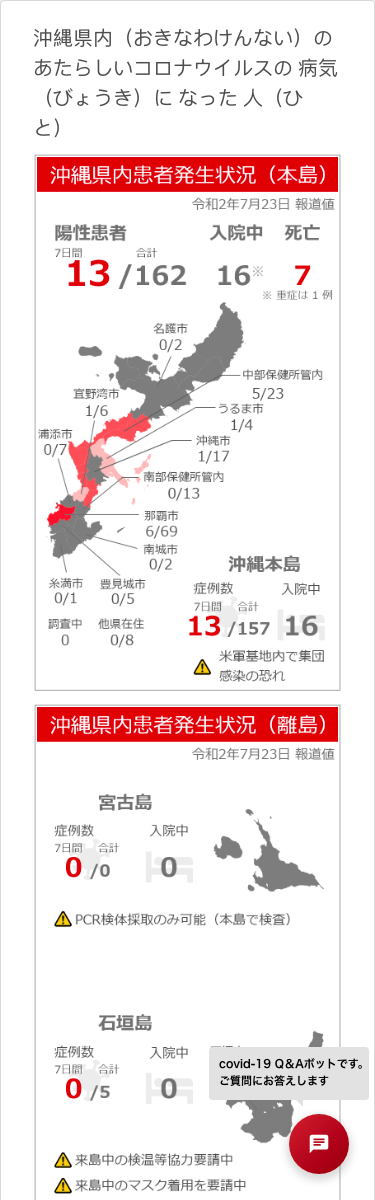 沖縄県内（おきなわけんない）の
あたらしいコロナウイルスの 病気
（びょうき）に なった 人（ひ
と）
沖縄県内患者発生状況（本島）
令和2年7月23日 報道値
陽性患者 入院中 死亡
7日間 合計
13 /162 16※ 7
※ 重症は 1 例
名護市
0/2
中部保健所管内
5/23
宜野湾市
1/6
うるま市
1/4
浦添市
0/7
沖縄市
1/17
南部保健所管内
0/13
那覇市
6/69
南城市
0/2
糸満市
0/1
豊見城市
0/5
調査中
0
他県在住
0/8
沖縄本島
症例数 入院中
7日間 合計
13 /157 16
米軍基地内で集団
感染の恐れ
沖縄県内患者発生状況（離島）
令和2年7月23日 報道値
宮古島
症例数 入院中
7日間 合計
0 /0 0
PCR検体採取のみ可能（本島で検査）
石垣島
症例数 入院中
7日間 合計
0 /5 0
covid-19 Q&Aボットです。
ご質問にお答えします
来島中の検温等協力要請中
来島中のマスク着用を要請中